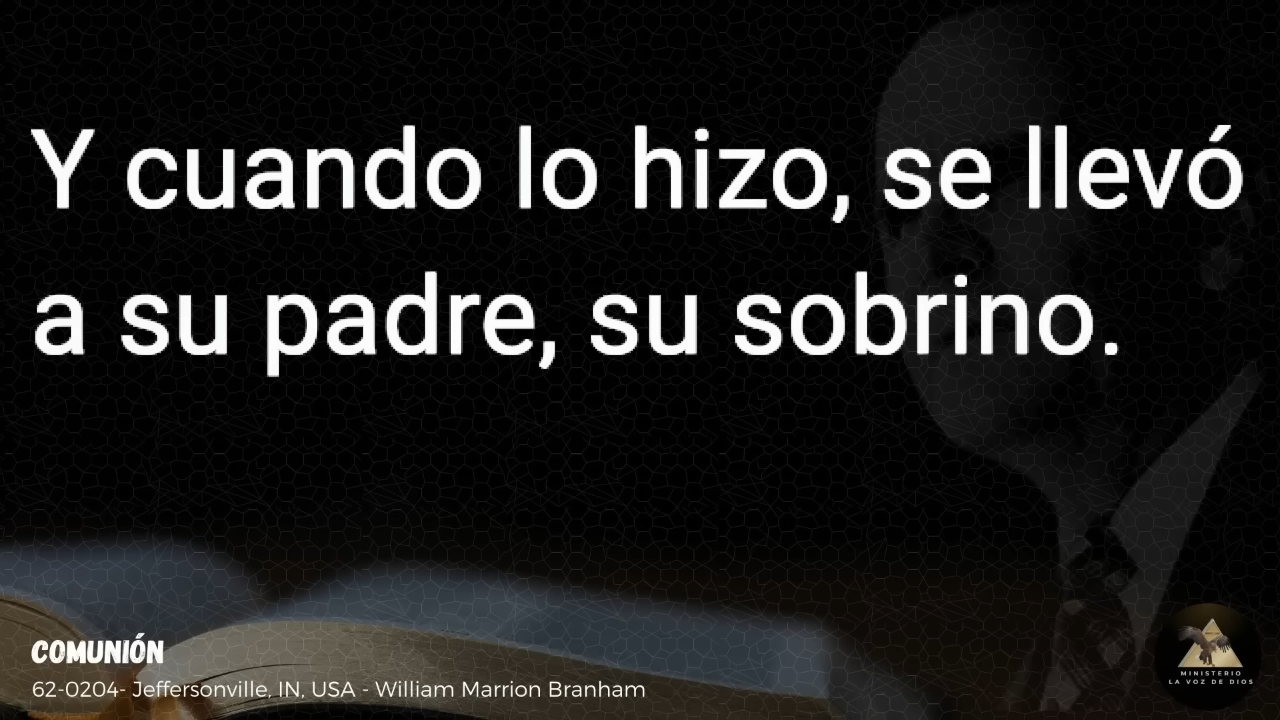 Y cuando lo hizo, se llevó
a su padre, su sobrino.
COMUNIÓN
62-0204- Jeffersonville, IN, USA - William Marrion Branham
MINISTERIO
LA VOZ DE DIOS